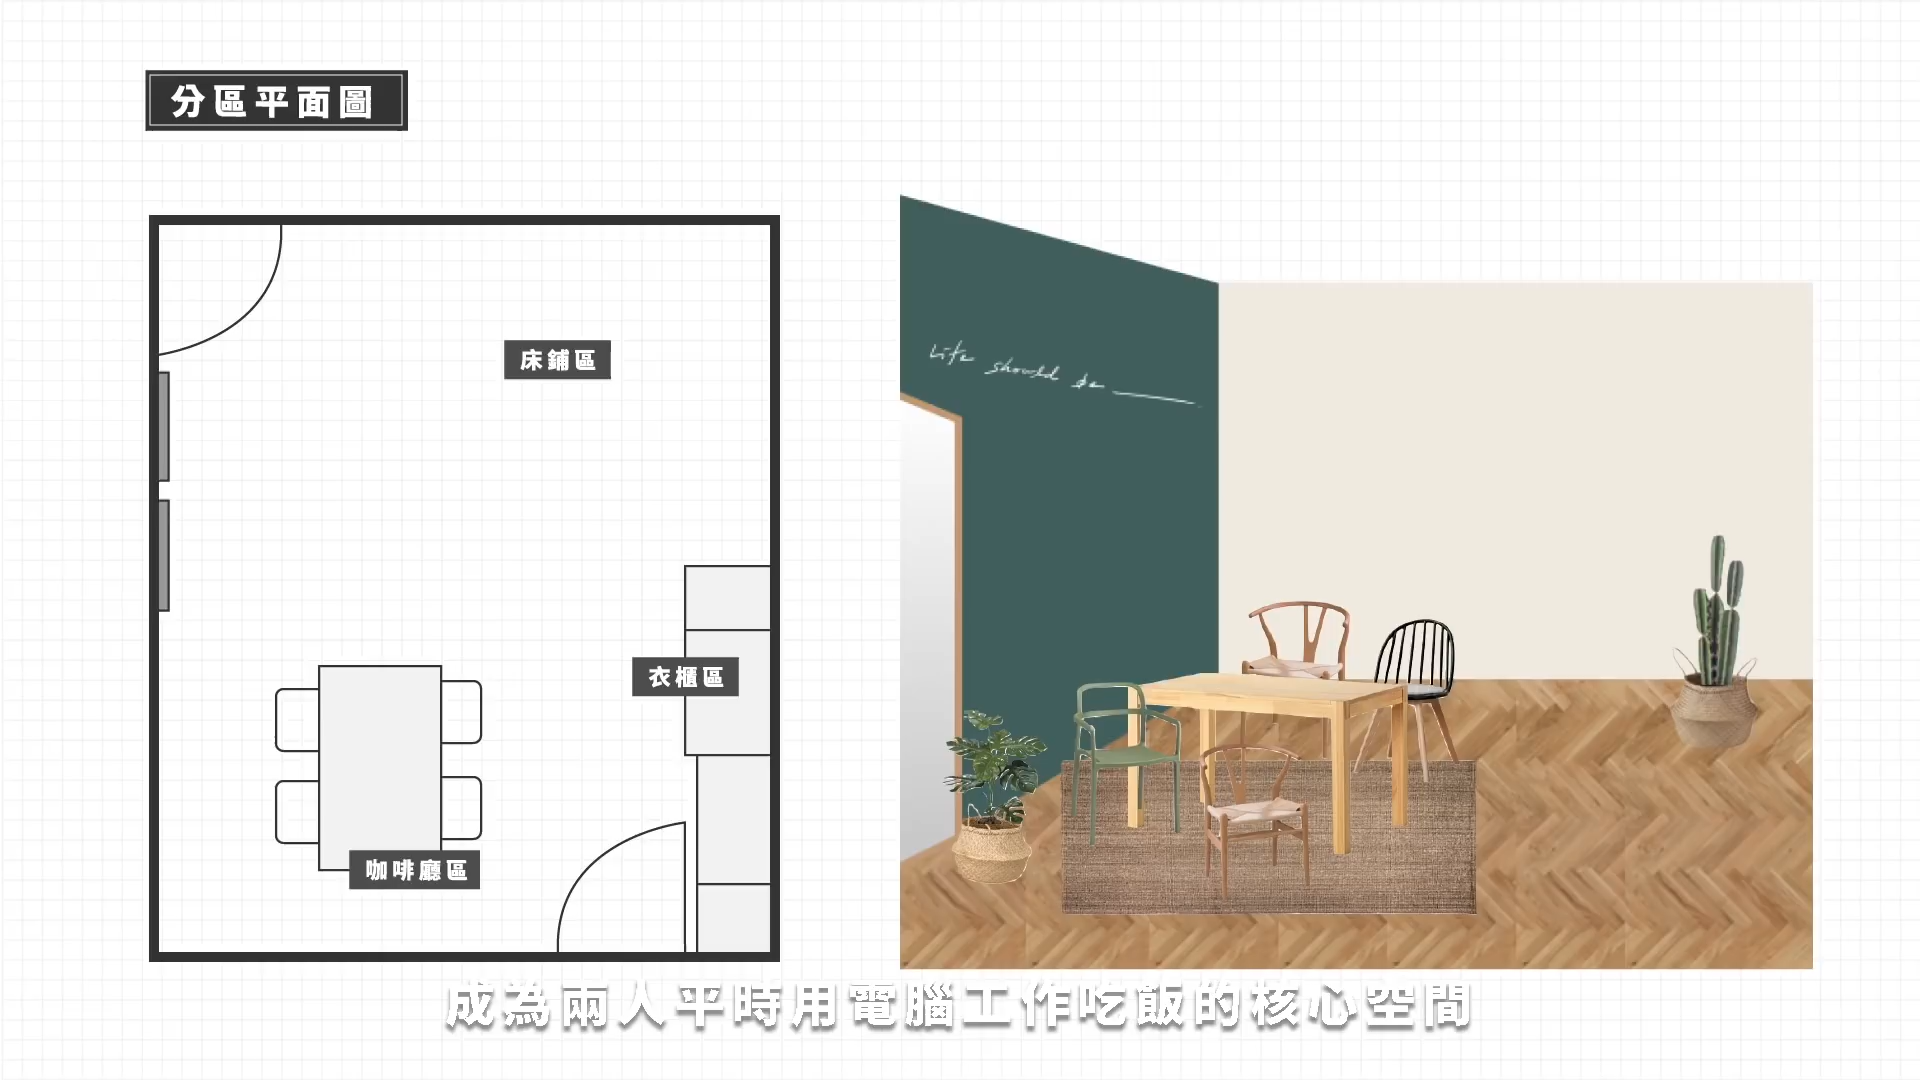 分區平面圖
床鋪區
Life should be ______
衣櫃區
咖啡廳區
成為兩人平時用電腦工作吃飯的核心空間